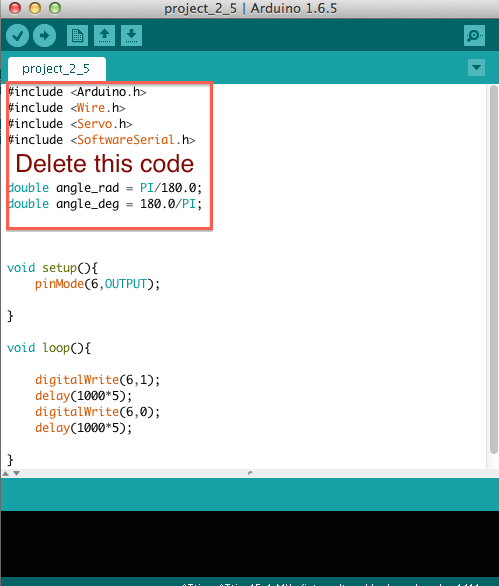 project_2_5 | Arduino 1.6.5
project_2_5
#include <Arduino.h>
#include <Wire.h>
#include <Servo.h>
#include <SoftwareSerial.h>
Delete this code
double angle_rad = PI/180.0;
double angle_deg = 180.0/PI;
void setup(){
pinMode(6,OUTPUT);
}
void loop(){
digitalWrite(6,1);
delay(1000*5);
digitalWrite(6,0);
delay(1000*5);
}